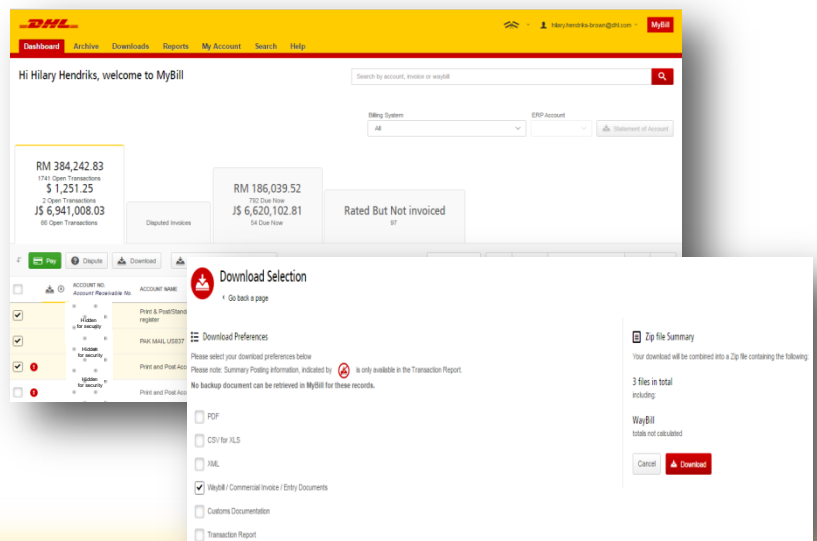 DHL
hilary.hendriks-brown@dhl.com
MyBill
Dashboard Archive Downloads Reports My Account Search Help
Hi Hilary Hendriks, welcome to MyBill
Search by account, invoice or waybill
Billing System
ERP Account
All
Statement of Account
RM 384,242.83
1741 Open Transactions
$ 1,251.25
2 Open Transactions
J$ 6,941,008.03
66 Open Transactions
Disputed Invoices
RM 186,039.52
792 Due Now
J$ 6,620,102.81
54 Due Now
Rated But Not invoiced
97
Pay Dispute Download
ACCOUNT NO.
Account Receivable No.
ACCOUNT NAME
Hidden
for security
Print & Post/Stand
register
Hidden
for security
PAK MAIL US637
Hidden
for security
Print and Post Acco
Print and Post Acco
Download Selection
Go back a page
Download Preferences
Please select your download preferences below
Please note: Summary Posting information, indicated by is only available in the Transaction Report.
No backup document can be retrieved in MyBill for these records.
PDF
CSV for XLS
XML
Waybill / Commercial Invoice / Entry Documents
Customs Documentation
Transaction Report
Zip file Summary
Your download will be combined into a Zip file containing the following:
3 files in total
including:
WayBill
totals not calculated
Cancel Download